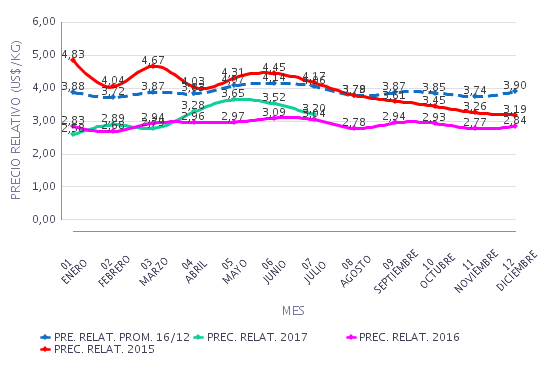 6,00
5,00
4,00
3,00
2,00
1,00
0,00
PRECIO RELATIVO (US$/KG)
4,83 4,04 4,67 4,03 4,31 4,45 4,17 3,79 3,61 3,45 3,26 3,19
3,88 3,72 3,87 4,14 3,87 3,85 3,74 3,90
2,89 3,28 3,65 3,52 3,20
2,83 2,94 2,96 2,97 3,09 3,04 2,78 2,94 2,93 2,77 2,84
01 02 03 04 05 06 07 08 09 10 11 12
ENERO FEBRERO MARZO ABRIL MAYO JUNIO JULIO AGOSTO SEPTIEMBRE OCTUBRE NOVIEMBRE DICIEMBRE
MES
PRE. RELAT. PROM. 16/12 PREC. RELAT. 2017 PREC. RELAT. 2016
PREC. RELAT. 2015